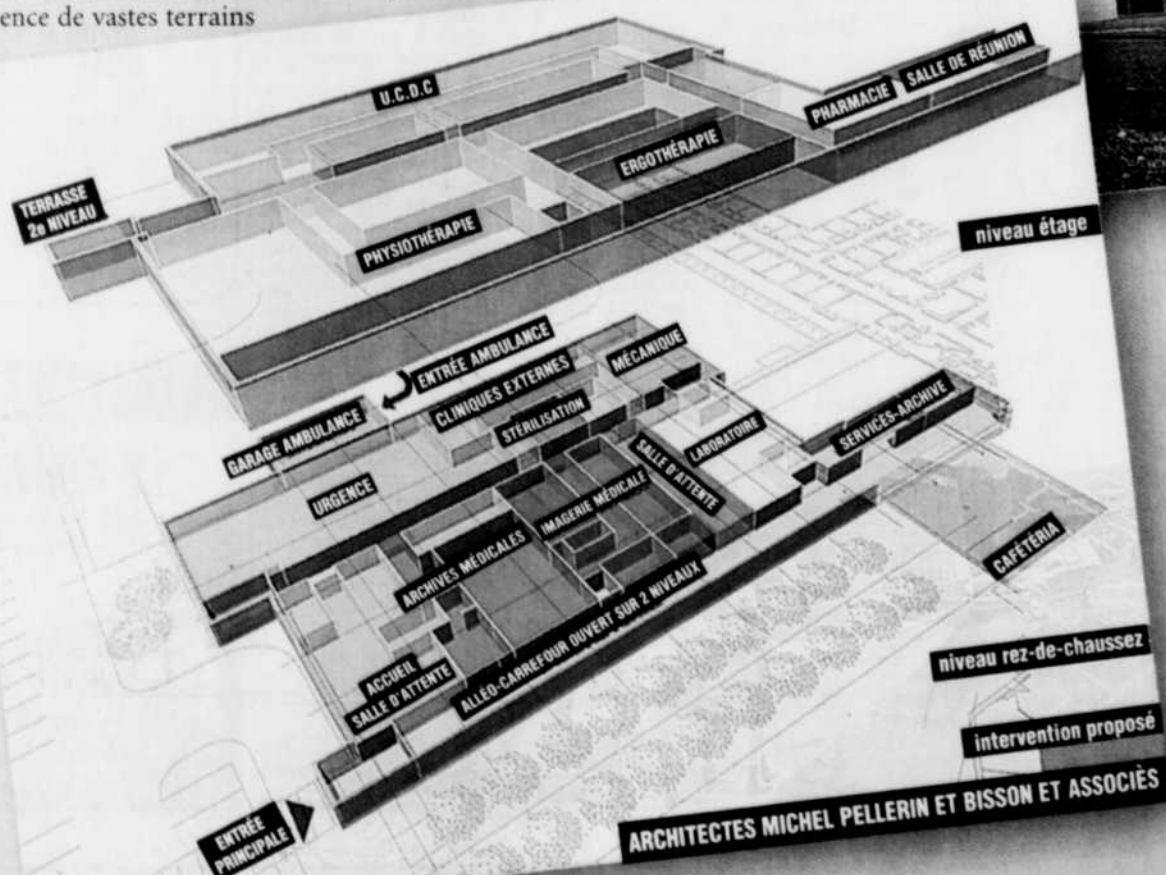 ence de vastes terrains
U.C.D.C
PHARMACIE
SALLE DE RÉUNION
ERGOTHÉRAPIE
TERRASSE
2e NIVEAU
PHYSIOTHÉRAPIE
niveau étage
ENTRÉE AMBULANCE
MÉCANIQUE
CLINIQUES EXTERNES
GARAGE AMBULANCE
STÉRILISATION
SERVICES-ARCHIVE
LABORATOIRE
SALLE D'ATTENTE
URGENCE
IMAGERIE MÉDICALE
ARCHIVES MÉDICALES
CAFÉTÉRIA
ALLÉO-CARREFOUR OUVERT SUR 2 NIVEAUX
ACCUEIL
SALLE D'ATTENTE
niveau rez-de-chaussez
intervention proposé
ENTRÉE
PRINCIPALE
ARCHITECTES MICHEL PELLERIN ET BISSON ET ASSOCIÈS